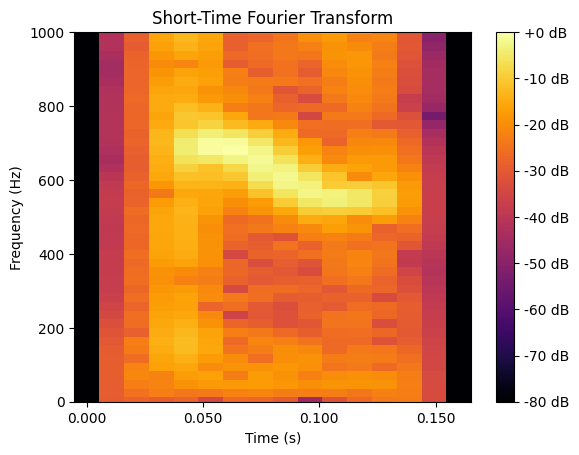 Short-Time Fourier Transform
1000
800
600
400
200
0
Frequency (Hz)
0.000
0.050
0.100
0.150
Time (s)
+0 dB
-10 dB
-20 dB
-30 dB
-40 dB
-50 dB
-60 dB
-70 dB
-80 dB